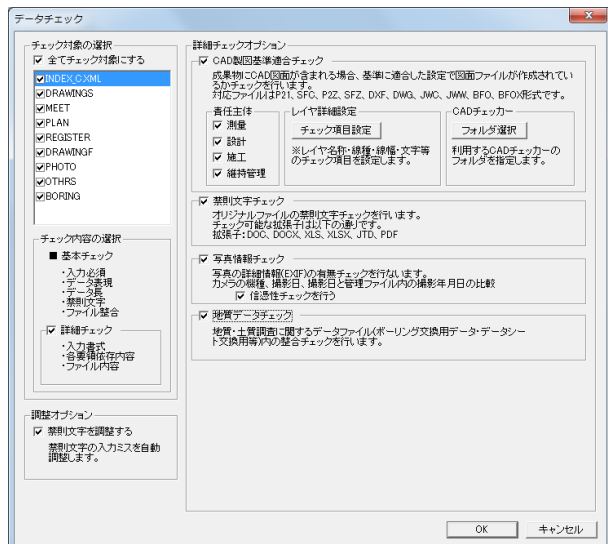 データチェック
チェック対象の選択
全てチェック対象にする
INDEX_C.XML
DRAWINGS
MEET
PLAN
REGISTER
DRAWINGF
PHOTO
OTHRS
BORING
チェック内容の選択
■ 基本チェック
・入力必須
・データ表現
・データ長
・禁則文字
・ファイル整合
詳細チェック
・入力書式
・各要領依存内容
・ファイル内容
調整オプション
禁則文字を調整する
禁則文字の入力ミスを自動
調整します。
詳細チェックオプション
CAD製図基準適合チェック
成果物にCAD図面が含まれる場合、基準に適合した設定で図面ファイルが作成されてい
るかチェックを行います。
対応ファイルはP21、SFC、P2Z、SFZ、DXF、DWG、JWC、JWW、BFO、BFOX形式です。
責任主体
測量
設計
施工
維持管理
レイヤ詳細設定
チェック項目設定
※レイヤ名称・線種・線幅・文字等
のチェック項目を設定します。
CADチェッカー
フォルダ選択
利用するCADチェッカーの
フォルダを指定します。
禁則文字チェック
オリジナルファイルの禁則文字チェックを行います。
チェック可能な拡張子は以下の通りです。
拡張子：DOC、DOCX、XLS、XLSX、JTD、PDF
写真情報チェック
写真の詳細情報(EXIF)の有無チェックを行ないます。
カメラの機種、撮影日、撮影日と管理ファイル内の撮影年月日の比較
信憑性チェックを行う
地質データチェック
地質・土質調査に関するデータファイル(ボーリング交換用データ・データシー
ト交換用等)内の整合チェックを行います。
OK
キャンセル